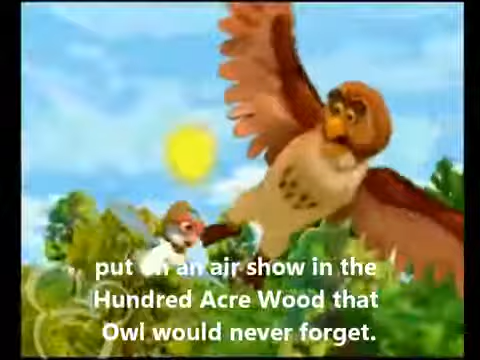 put on an air show in the
Hundred Acre Wood that
Owl would never forget.